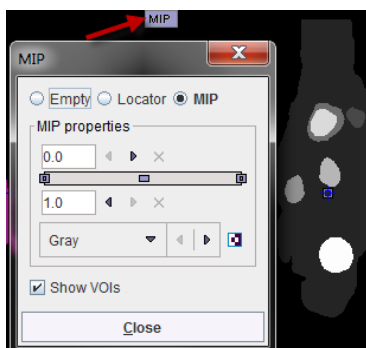 MIP
MIP
Empty Locator MIP
MIP properties
0.0
1.0
Gray
Show VOIs
Close